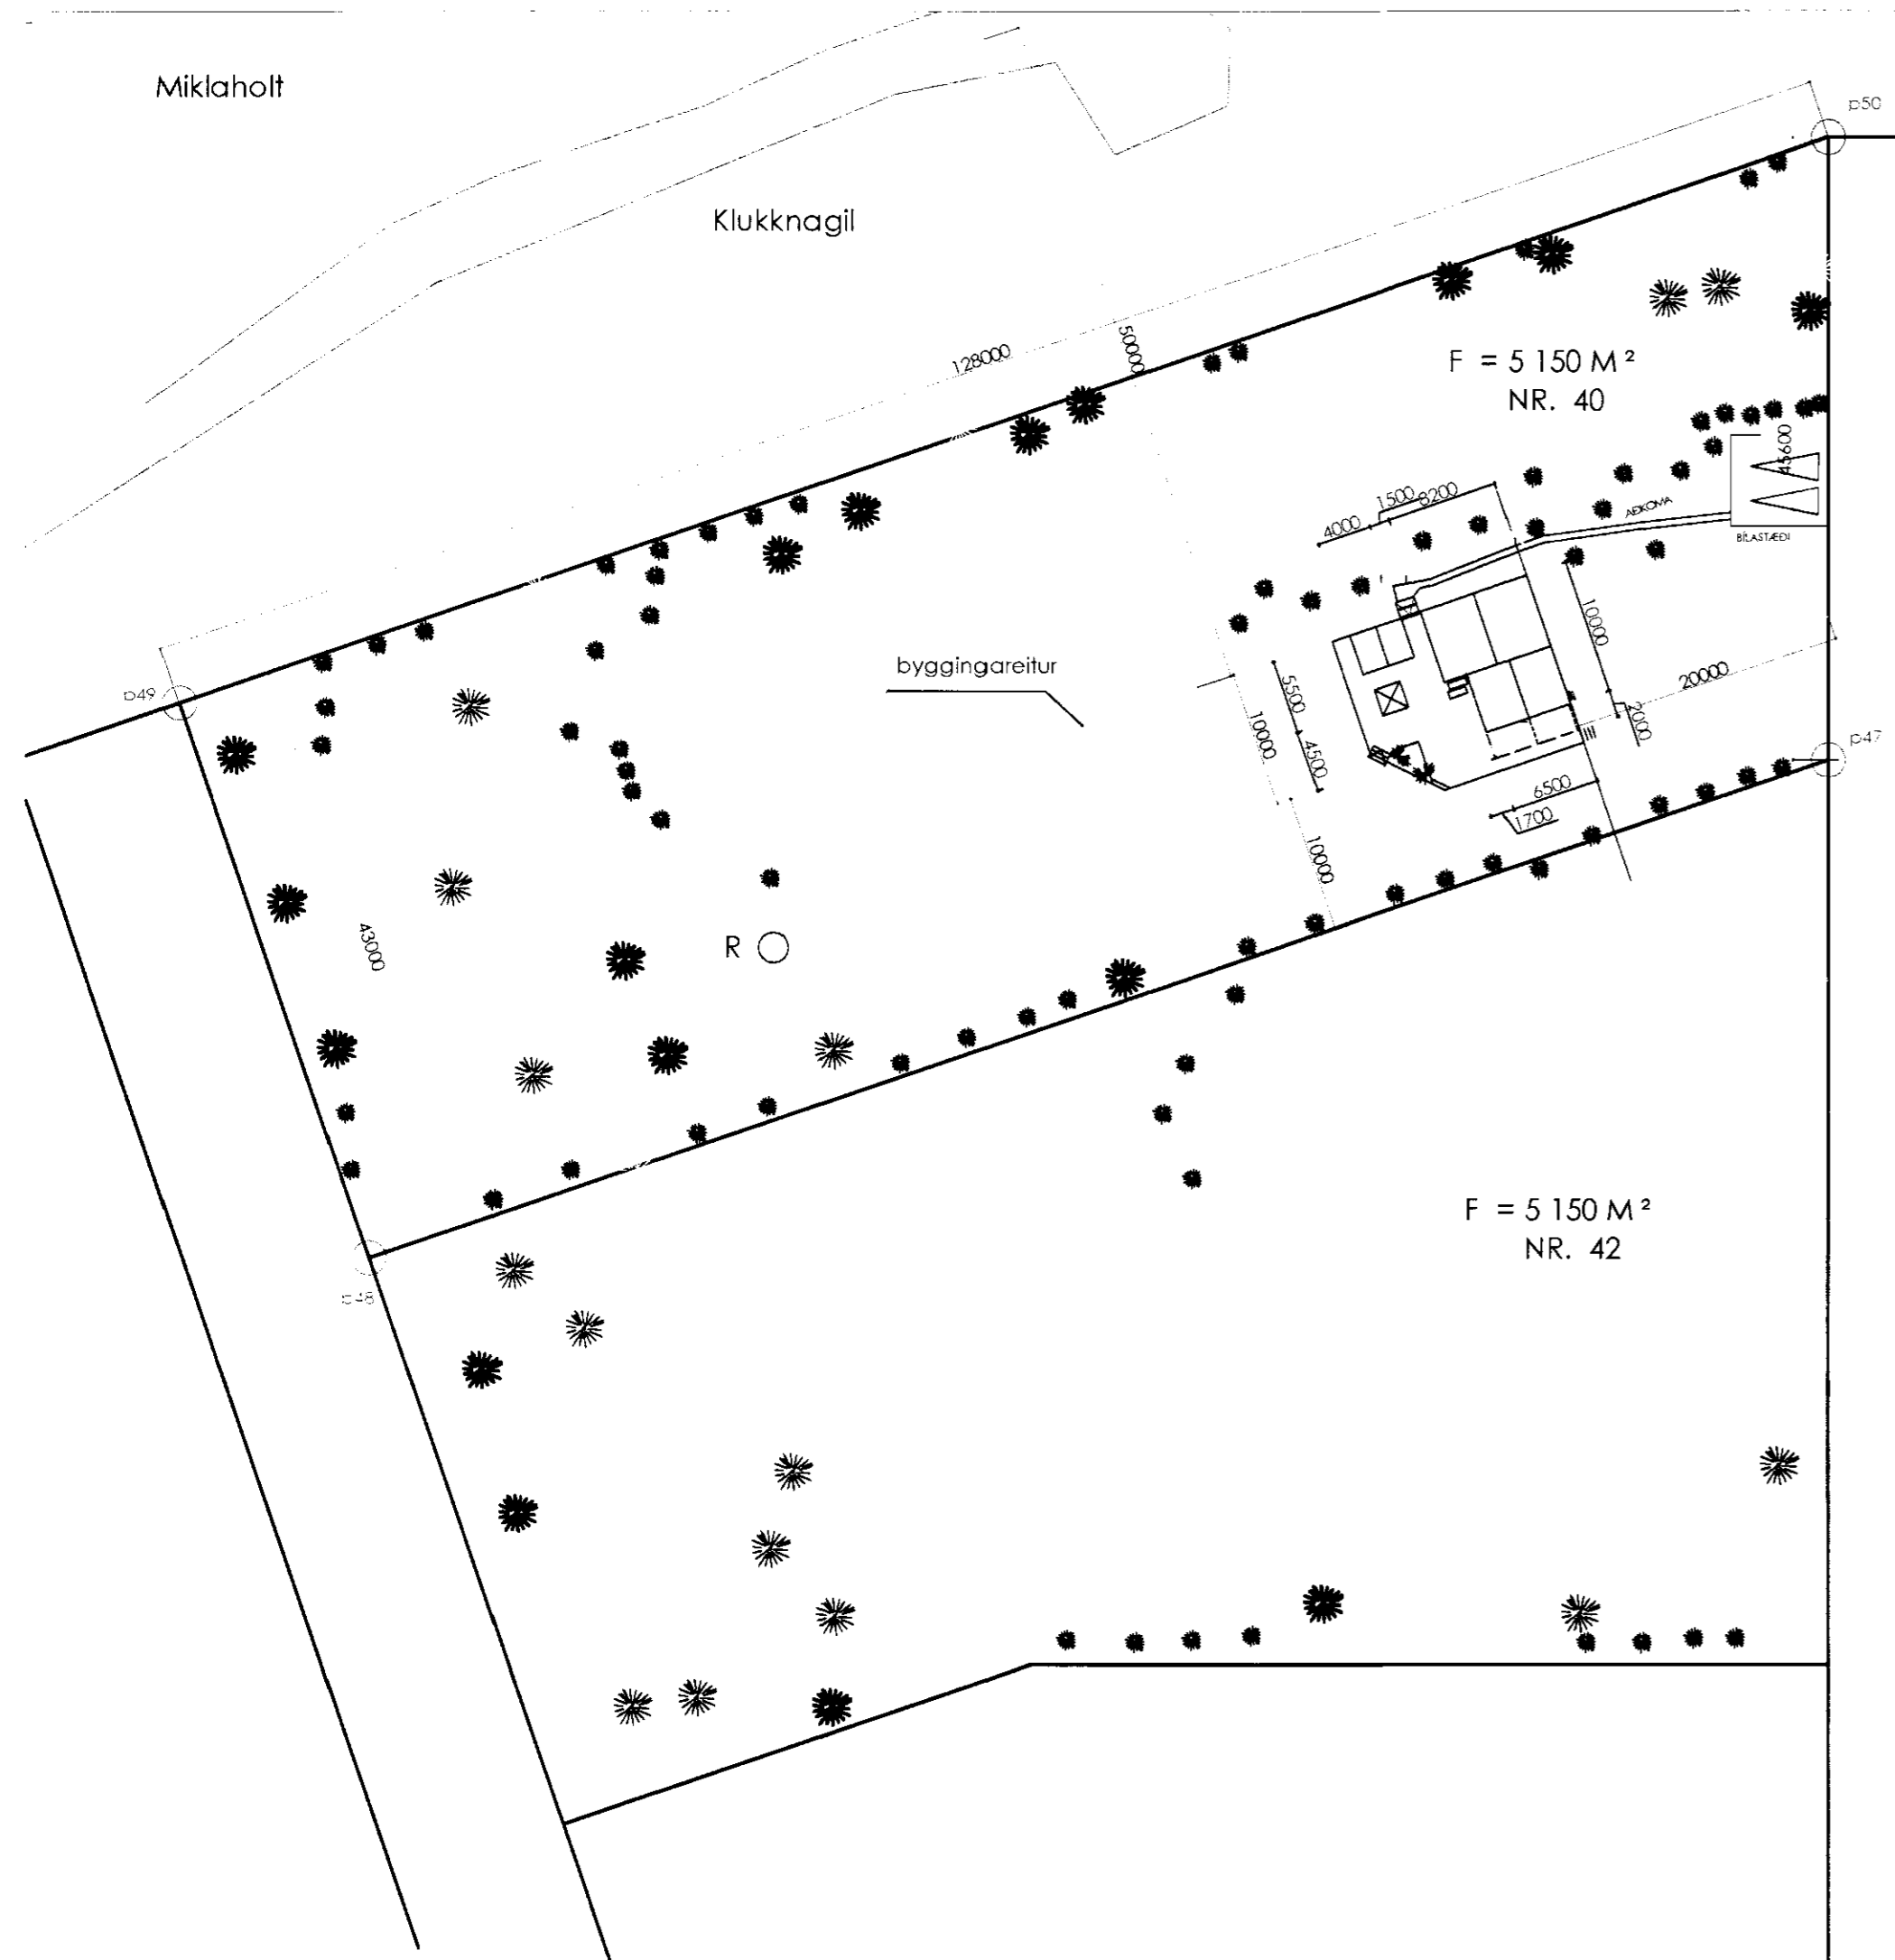 Miklaholt
p50
Klukknagil
128000
50000
F = 5 150 M²
NR. 40
45600
1500
8200
4000
AÐKOMA
BÍLASTÆÐI
10000
byggingareitur
p49
5500
20000
2000
10000
4500
p47
6500
1700
10000
43000
R
F = 5 150 M²
NR. 42
p48